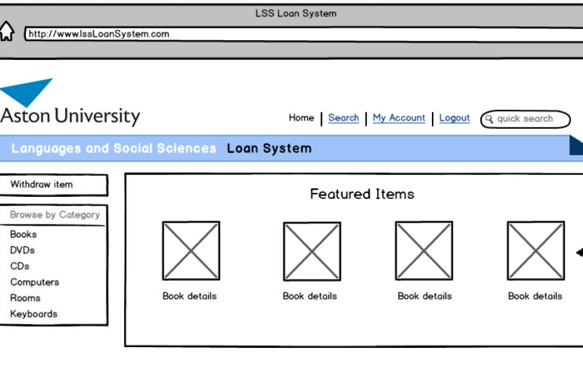 LSS Loan System
http://www.lssLoanSystem.com
Aston University
Home Search My Account Logout quick search
Languages and Social Sciences Loan System
Withdraw item
Browse by Category
Books
DVDs
CDs
Computers
Rooms
Keyboards
Featured Items
Book details Book details Book details Book details